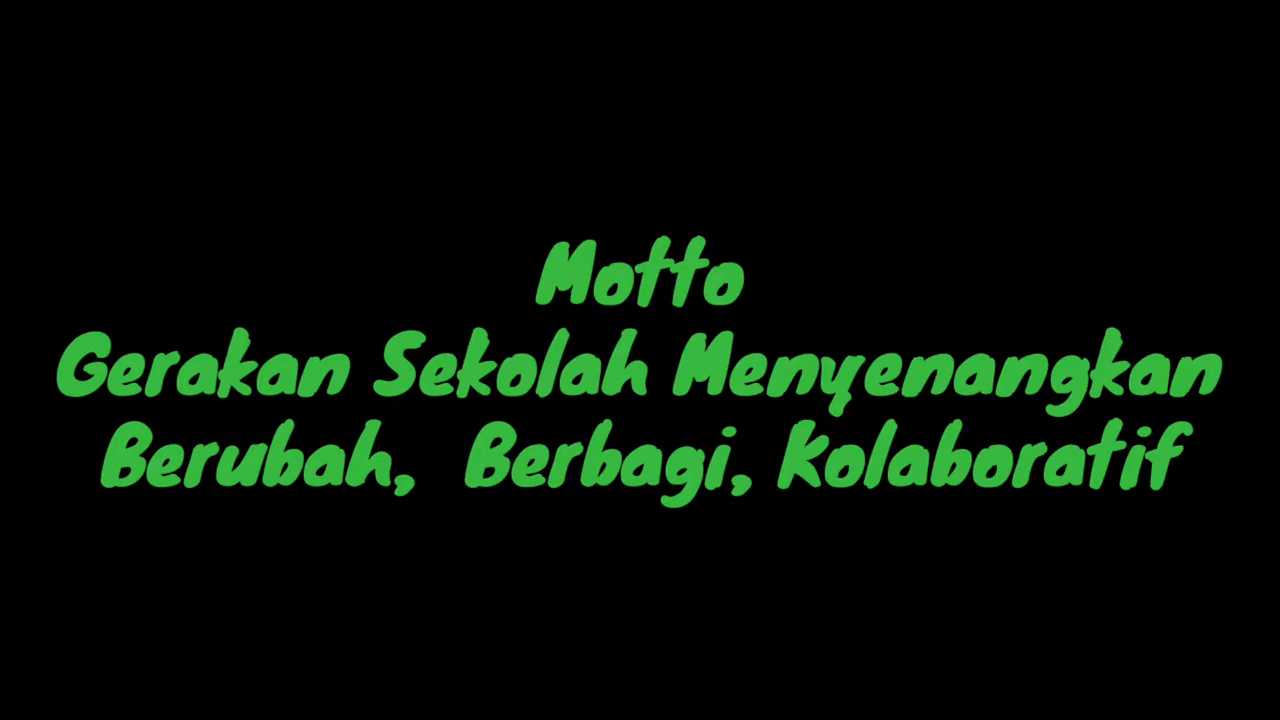 Motto
Gerakan Sekolah Menyenangkan
Berubah, Berbagi, Kolaboratif